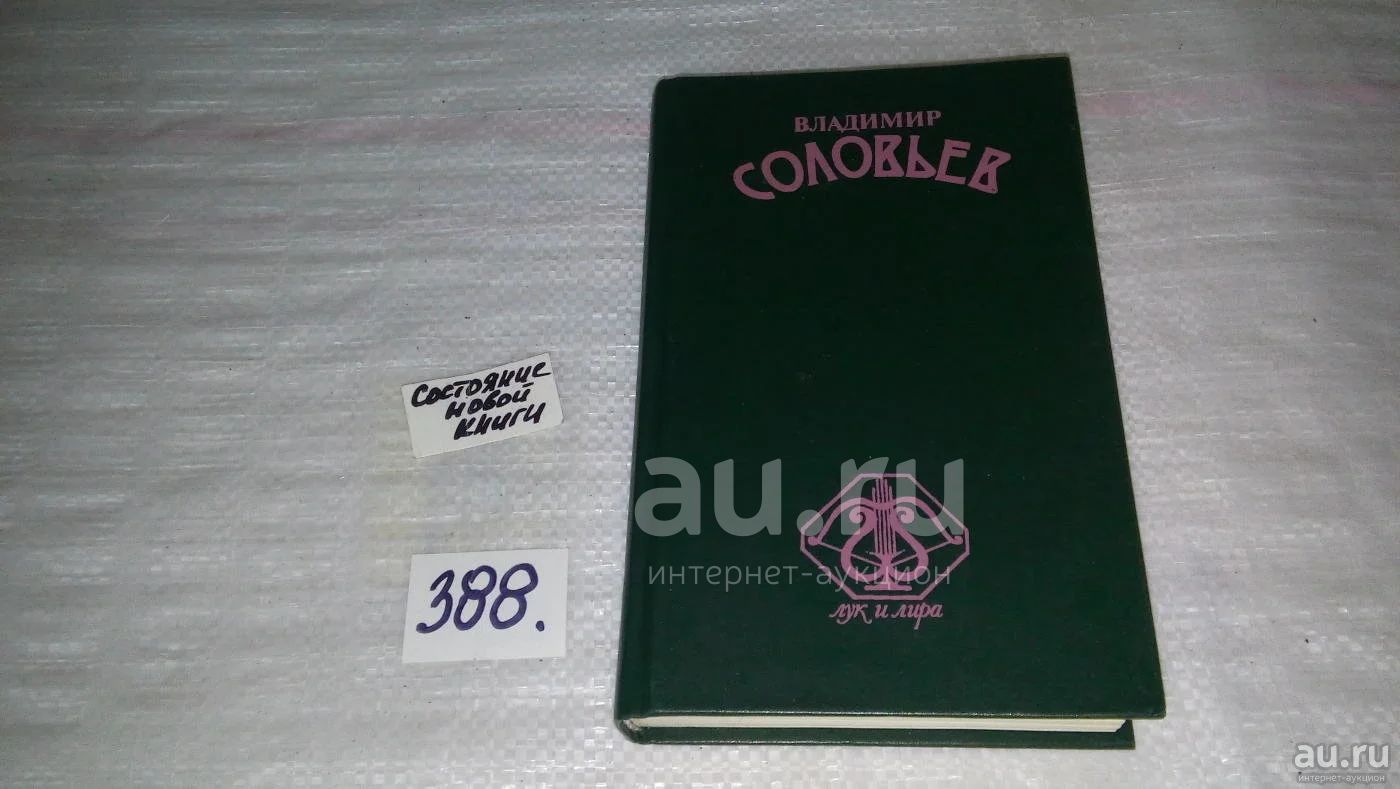 ВЛАДИМИР
СОЛОВЬЕВ
Состояние
новой
книги
au.ru
интернет-аукцион
388.
лук и лира
au.ru
интернет-аукцион